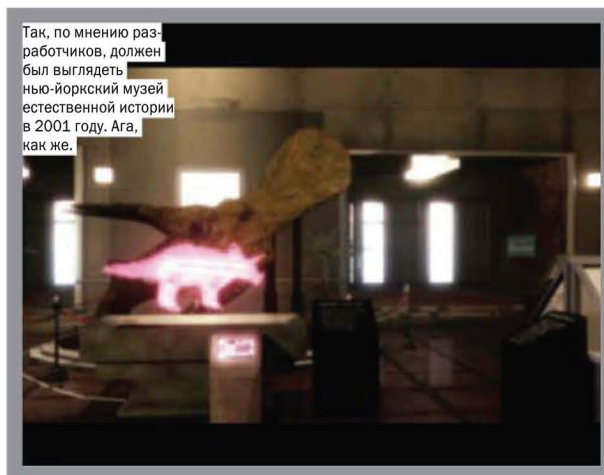 Так, по мнению раз-
работчиков, должен
был выглядеть
нью-йоркский музей
естественной истории
в 2001 году. Ага,
как же.